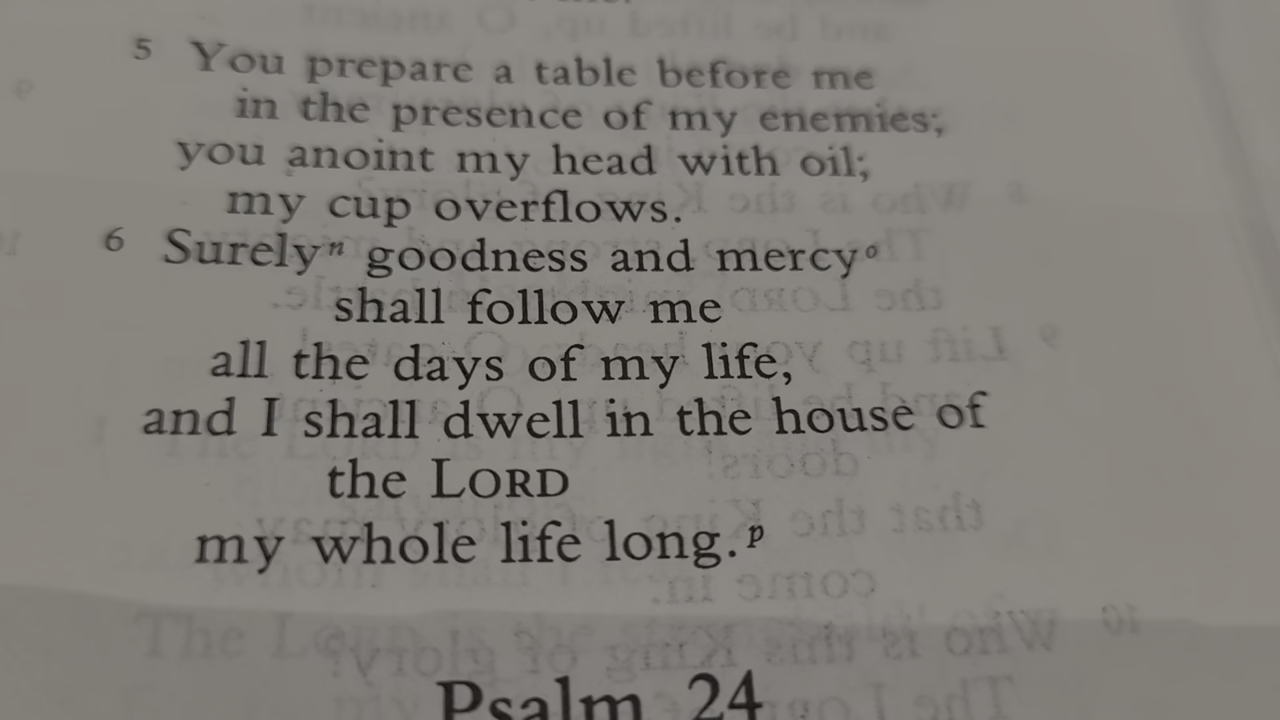 5 You prepare a table before me
in the presence of my enemies;
you anoint my head with oil;
my cup overflows.
6 Surelyⁿ goodness and mercyᵒ
shall follow me
all the days of my life,
and I shall dwell in the house of
the LORD
my whole life long.ᵖ
Psalm 24